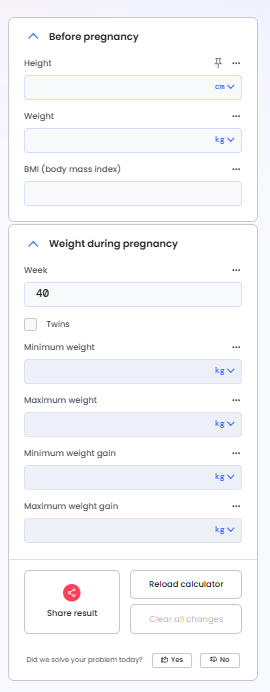 Before pregnancy
Height
cm
Weight
kg
BMI (body mass index)
Weight during pregnancy
Week
40
Twins
Minimum weight
kg
Maximum weight
kg
Minimum weight gain
kg
Maximum weight gain
kg
Share result
Reload calculator
Clear all changes
Did we solve your problem today? Yes No